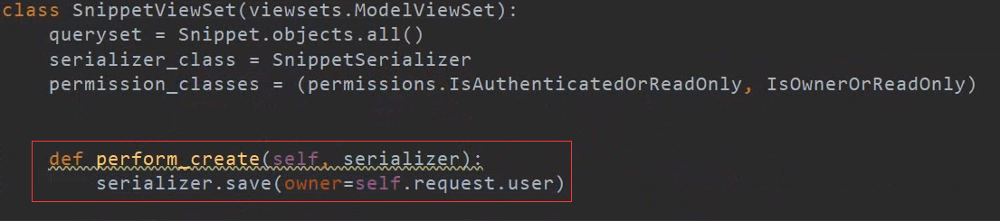 class SnippetViewSet(viewsets.ModelViewSet):
    queryset = Snippet.objects.all()
    serializer_class = SnippetSerializer
    permission_classes = (permissions.IsAuthenticatedOrReadOnly, IsOwnerOrReadOnly)
    def perform_create(self, serializer):
        serializer.save(owner=self.request.user)